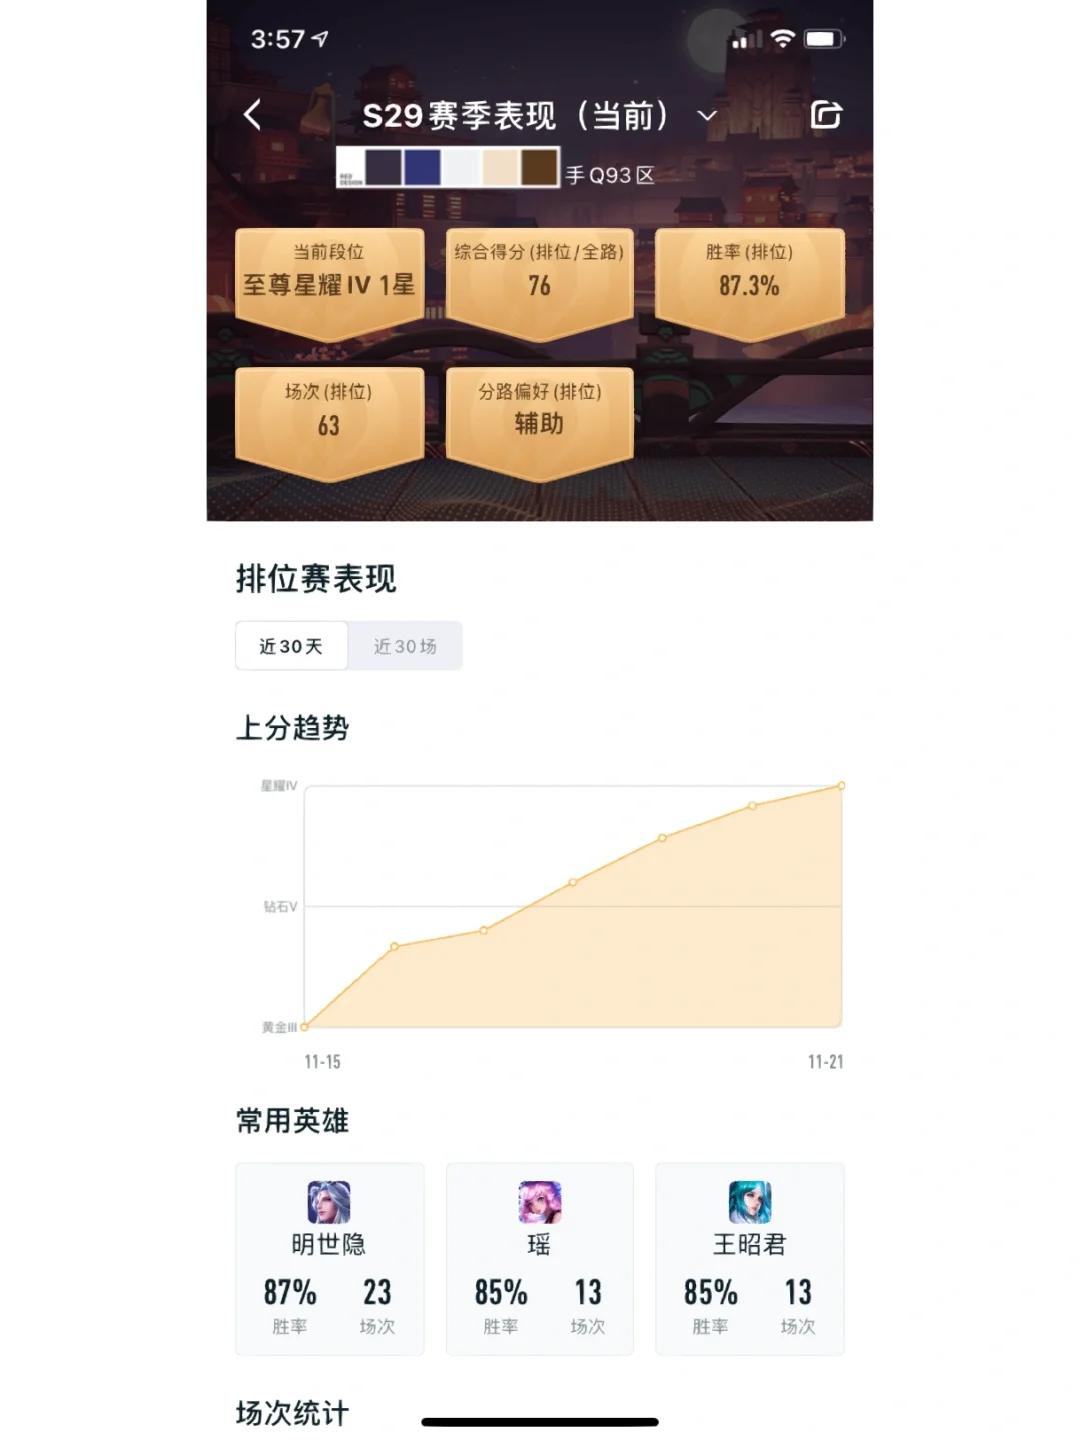 3:57
S29赛季表现（当前）
RED DESIGN
手Q93区
当前段位
至尊星耀IV 1星
综合得分(排位/全路)
76
胜率(排位)
87.3%
场次(排位)
63
分路偏好(排位)
辅助
排位赛表现
近30天
近30场
上分趋势
星耀IV
钻石V
黄金III
11-15
11-21
常用英雄
明世隐
87% 23
胜率 场次
瑶
85% 13
胜率 场次
王昭君
85% 13
胜率 场次
场次统计